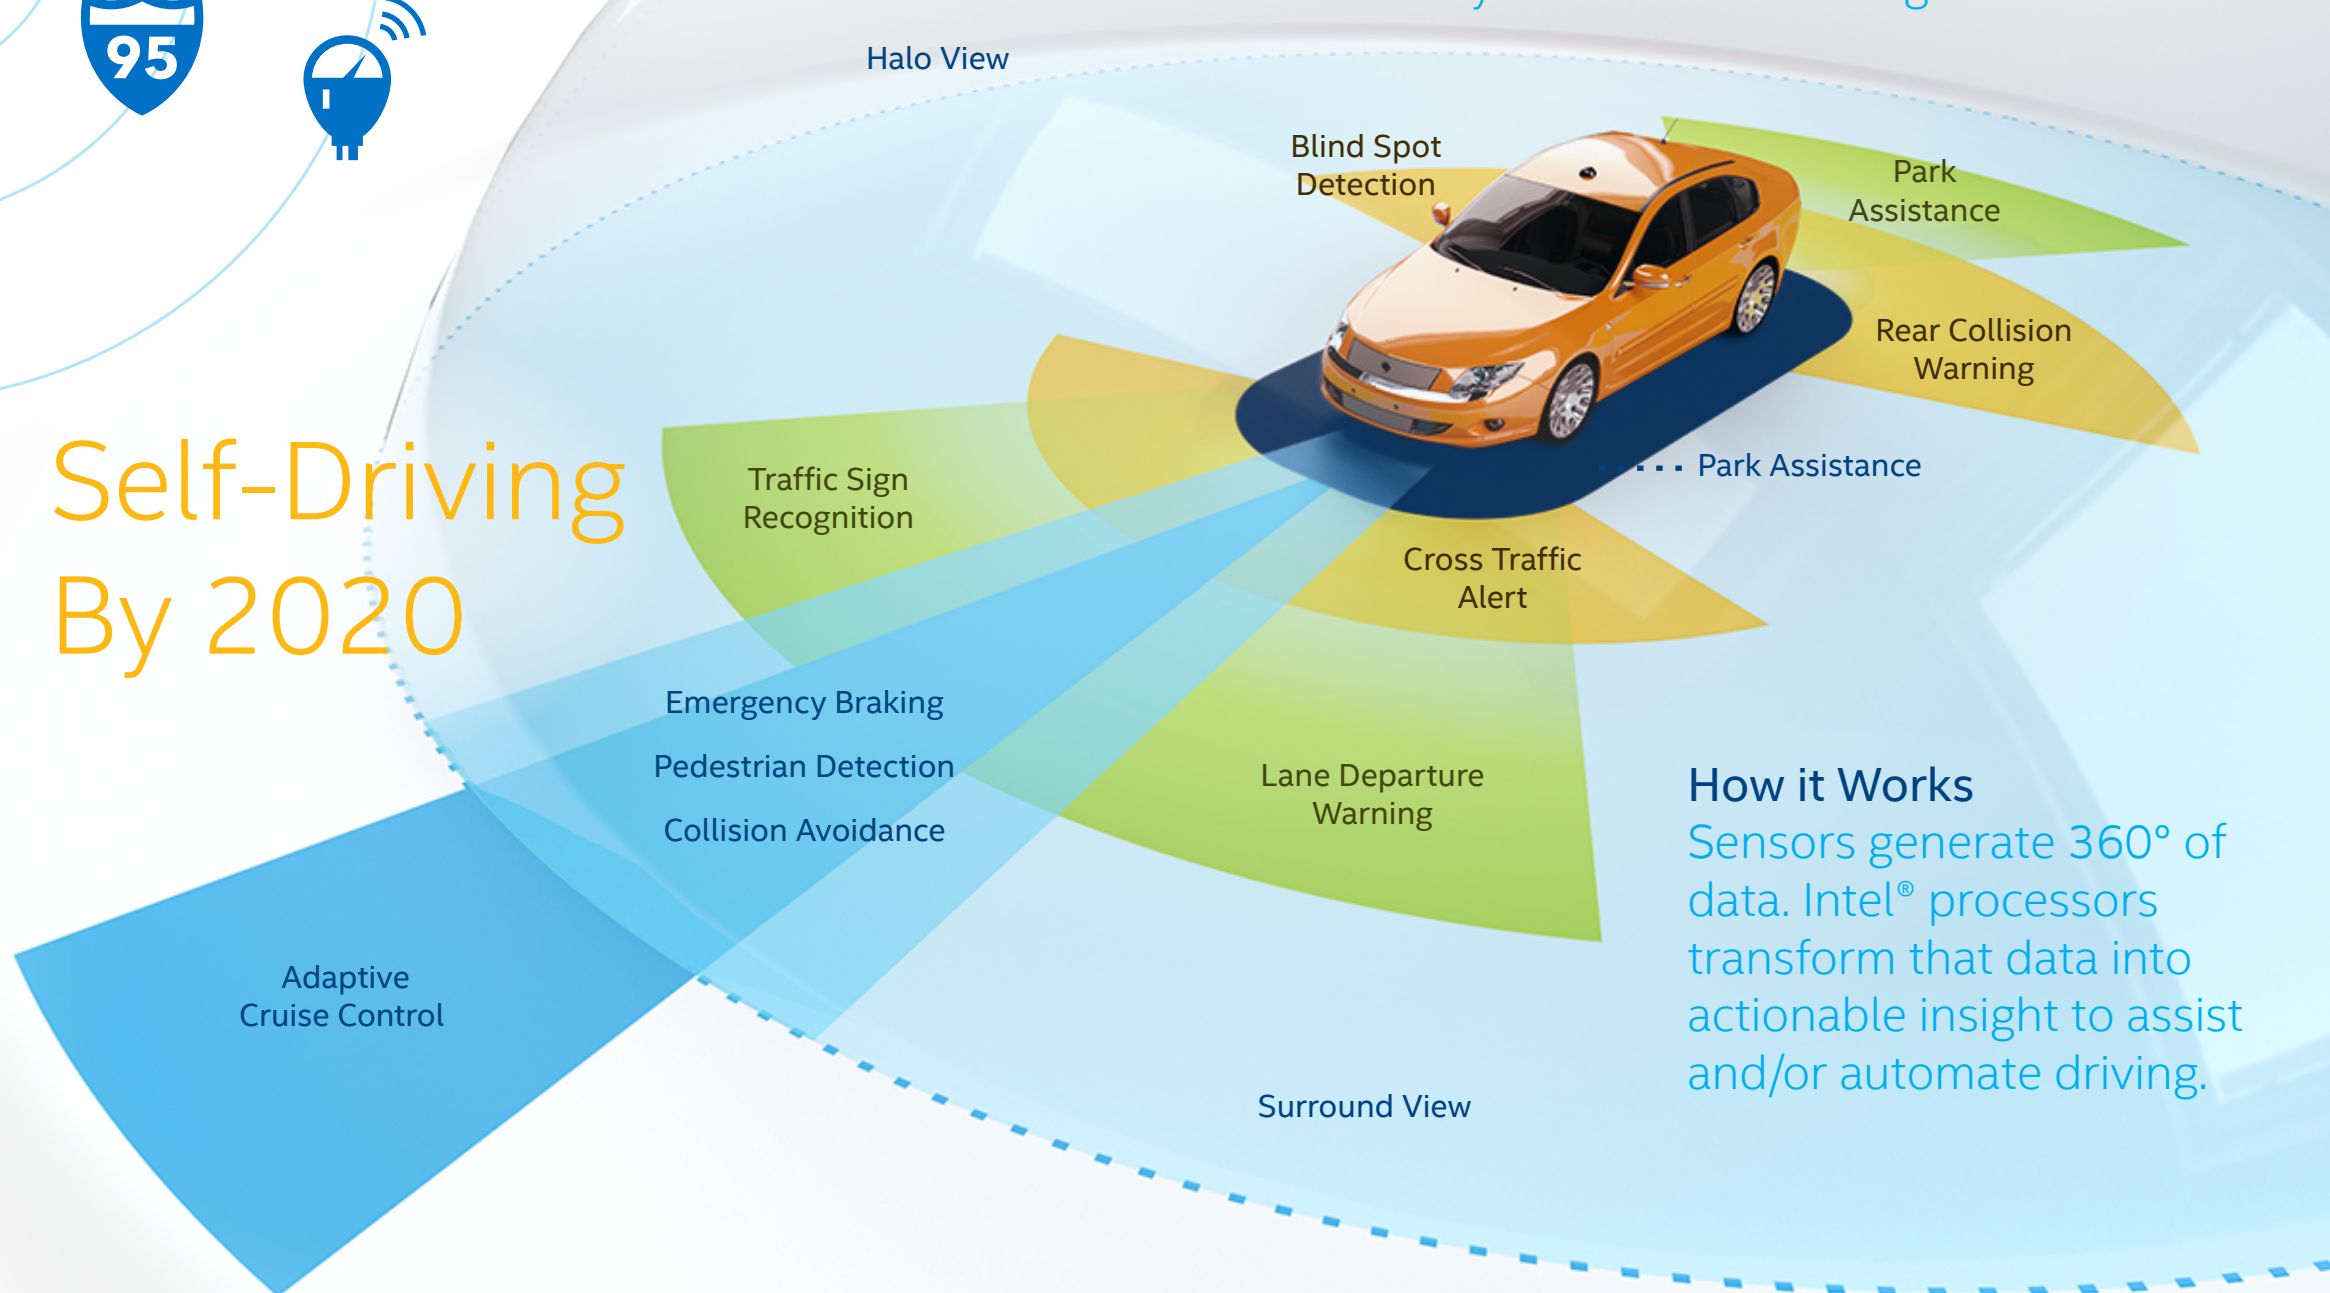 95
Halo View
Blind Spot
Detection
Park
Assistance
Rear Collision
Warning
Self-Driving
By 2020
Traffic Sign
Recognition
Park Assistance
Cross Traffic
Alert
Emergency Braking
Pedestrian Detection
Collision Avoidance
Lane Departure
Warning
Adaptive
Cruise Control
Surround View
How it Works
Sensors generate 360° of
data. Intel® processors
transform that data into
actionable insight to assist
and/or automate driving.